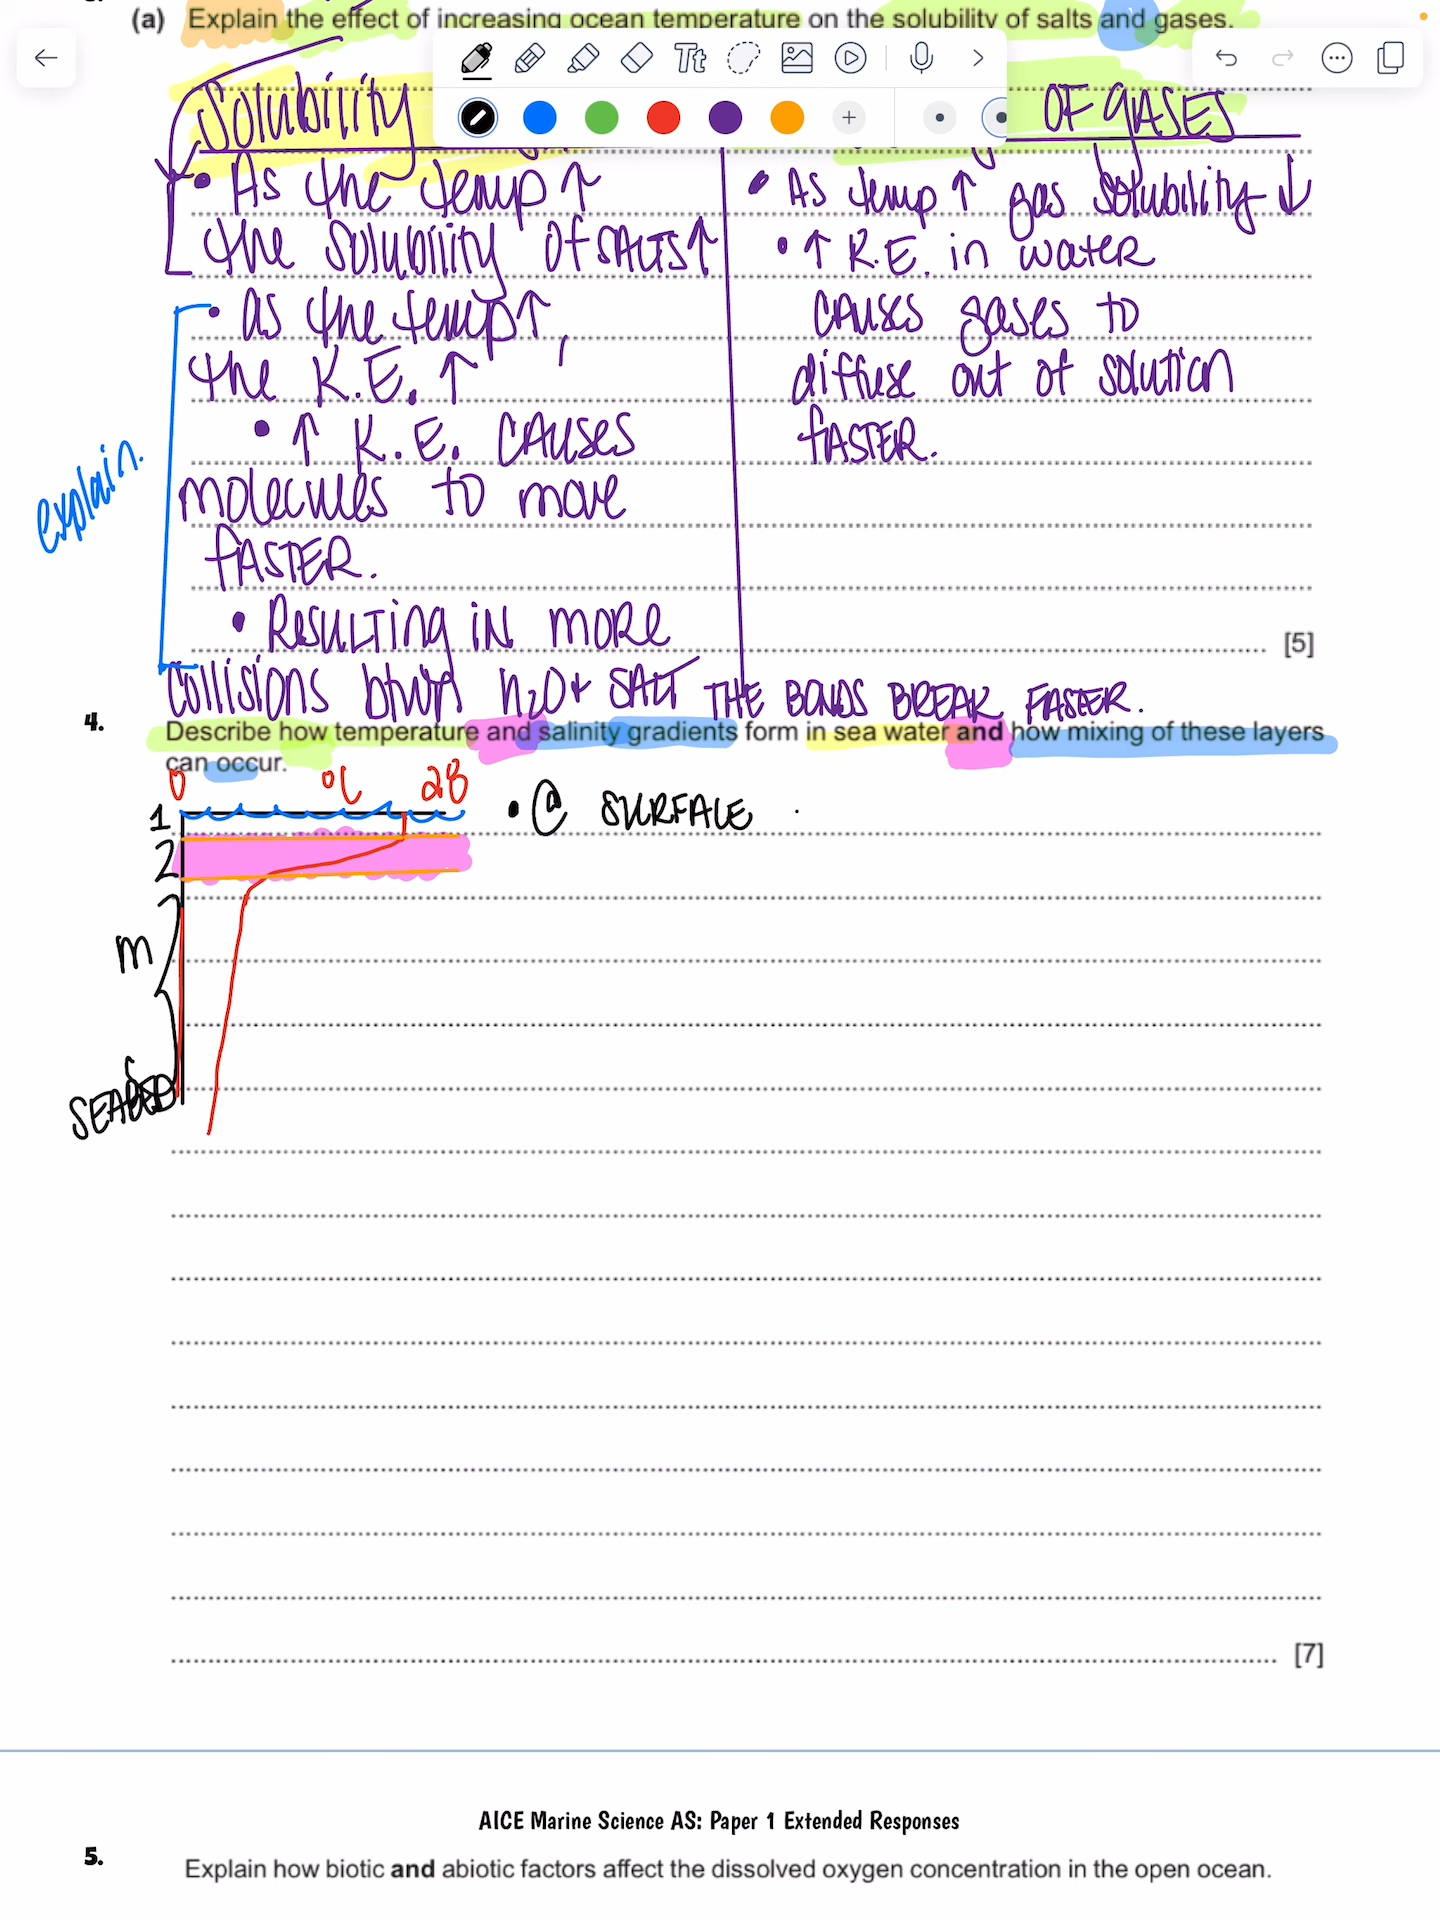 (a) Explain the effect of increasing ocean temperature on the solubility of salts and gases.
Solubility
OF gASES
• As the temp ↑
the solubility of SALTS ↑
• as the temp ↑,
the K.E. ↑
• ↑ K.E. CAUSES
molecules to move
fASTER.
• RESULTING IN MORE
Collisions btwn h2O + SALT THE BONDS BREAK FASTER.
explain.
• AS temp ↑ gas solubility ↓
• ↑ K.E. in water
CAUSES gases to
diffuse out of solution
fASTER.
[5]
4. Describe how temperature and salinity gradients form in sea water and how mixing of these layers
can occur.
0 °C 28
1
2
m
SEABED
• @ SURFACE
[7]
AICE Marine Science AS: Paper 1 Extended Responses
5. Explain how biotic and abiotic factors affect the dissolved oxygen concentration in the open ocean.
Tt